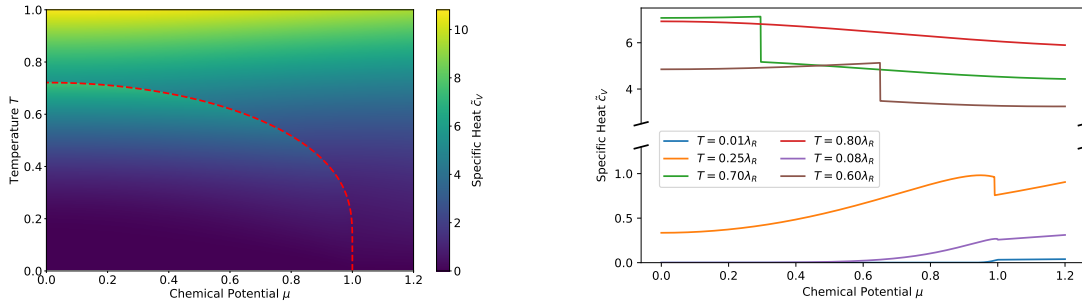 1.0
0.8
0.6
0.4
0.2
0.0
Temperature T
0.0 0.2 0.4 0.6 0.8 1.0 1.2
Chemical Potential μ
10
8
6
4
2
0
Specific Heat c̃_V
6
4
1.0
0.5
0.0
Specific Heat c̃_V
T = 0.01λ_R
T = 0.25λ_R
T = 0.70λ_R
T = 0.80λ_R
T = 0.08λ_R
T = 0.60λ_R
0.0 0.2 0.4 0.6 0.8 1.0 1.2
Chemical Potential μ